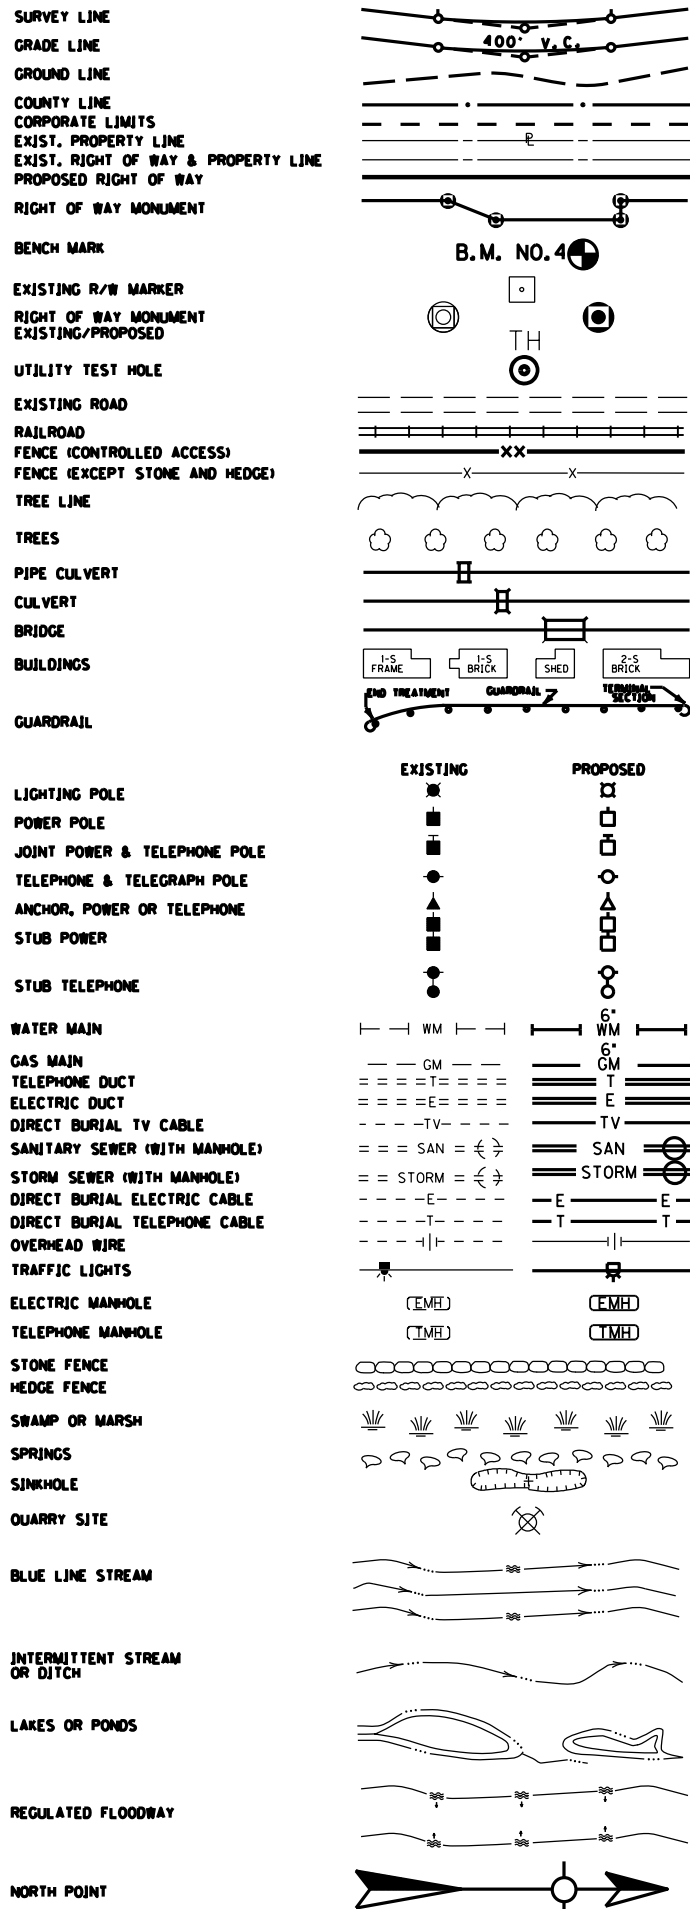 SURVEY LINE
GRADE LINE 400' V.C.
GROUND LINE
COUNTY LINE
CORPORATE LIMITS
EXIST. PROPERTY LINE PL
EXIST. RIGHT OF WAY & PROPERTY LINE
PROPOSED RIGHT OF WAY
RIGHT OF WAY MONUMENT
BENCH MARK B.M. NO.4
EXISTING R/W MARKER
RIGHT OF WAY MONUMENT
EXISTING/PROPOSED
TH
UTILITY TEST HOLE
EXISTING ROAD
RAILROAD
FENCE (CONTROLLED ACCESS) XX
FENCE (EXCEPT STONE AND HEDGE) X X
TREE LINE
TREES
PIPE CULVERT
CULVERT
BRIDGE
BUILDINGS 1-S FRAME 1-S BRICK SHED 2-S BRICK
END TREATMENT GUARDRAIL TERMINAL SECTION
GUARDRAIL
EXISTING PROPOSED
LIGHTING POLE
POWER POLE
JOINT POWER & TELEPHONE POLE
TELEPHONE & TELEGRAPH POLE
ANCHOR, POWER OR TELEPHONE
STUB POWER
STUB TELEPHONE
6"
WATER MAIN WM WM
6"
GAS MAIN GM GM
TELEPHONE DUCT T T
ELECTRIC DUCT E E
DIRECT BURIAL TV CABLE TV TV
SANITARY SEWER (WITH MANHOLE) SAN SAN
STORM SEWER (WITH MANHOLE) STORM STORM
DIRECT BURIAL ELECTRIC CABLE E E E
DIRECT BURIAL TELEPHONE CABLE T T T
OVERHEAD WIRE
TRAFFIC LIGHTS
ELECTRIC MANHOLE EMH EMH
TELEPHONE MANHOLE TMH TMH
STONE FENCE
HEDGE FENCE
SWAMP OR MARSH
SPRINGS
SINKHOLE
QUARRY SITE
BLUE LINE STREAM
INTERMITTENT STREAM
OR DITCH
LAKES OR PONDS
REGULATED FLOODWAY
NORTH POINT